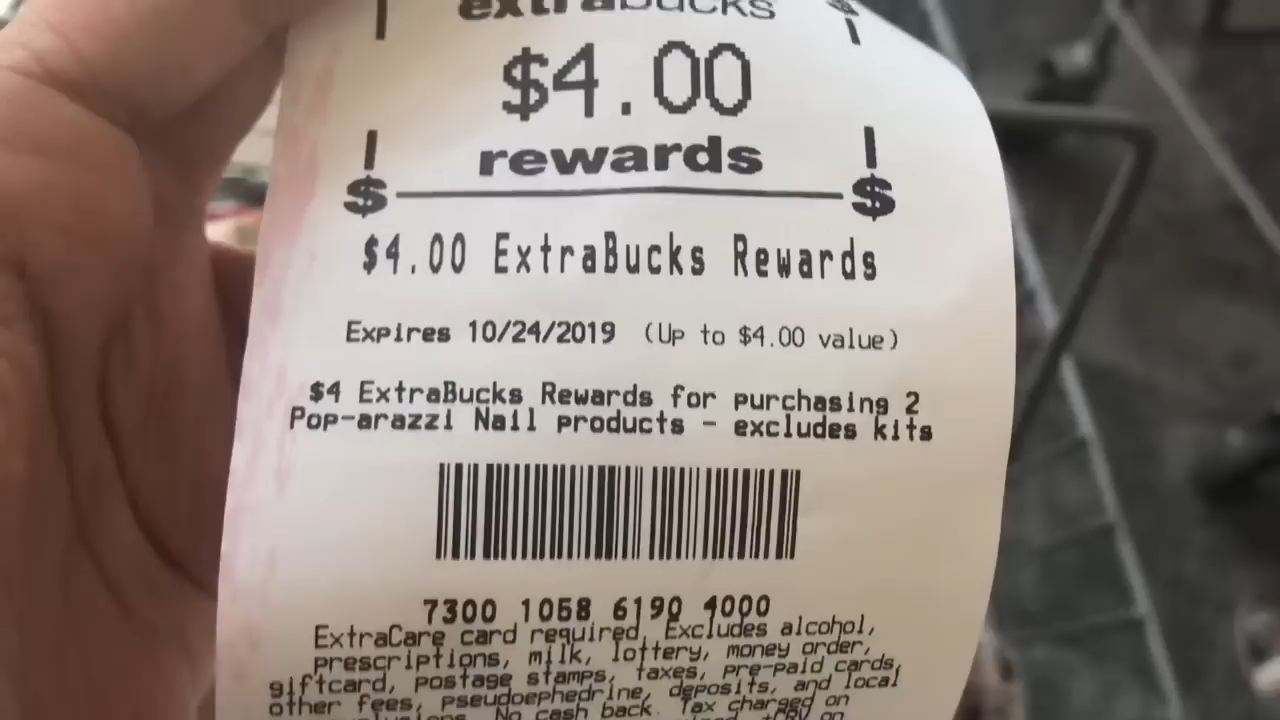 extrabucks
$4.00
rewards
$ $
$4.00 ExtraBucks Rewards
Expires 10/24/2019 (Up to $4.00 value)
$4 ExtraBucks Rewards for purchasing 2
Pop-arazzi Nail products - excludes kits
7300 1058 6190 4000
ExtraCare card required. Excludes alcohol,
prescriptions, milk, lottery, money order,
giftcard, postage stamps, taxes, pre-paid cards,
other fees, pseudoephedrine, deposits, and local
No cash back. Tax charged on